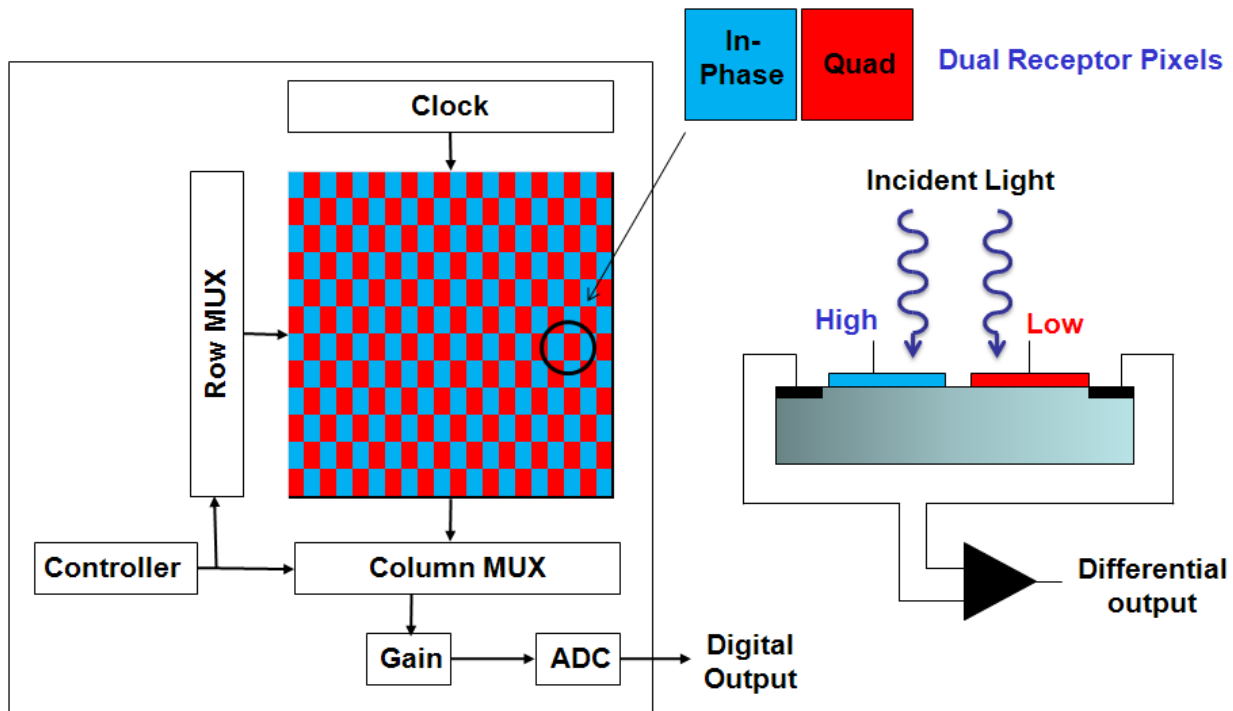 In-
Phase
Quad
Dual Receptor Pixels
Clock
Incident Light
Row MUX
High
Low
Controller
Column MUX
Gain
ADC
Digital
Output
Differential
output